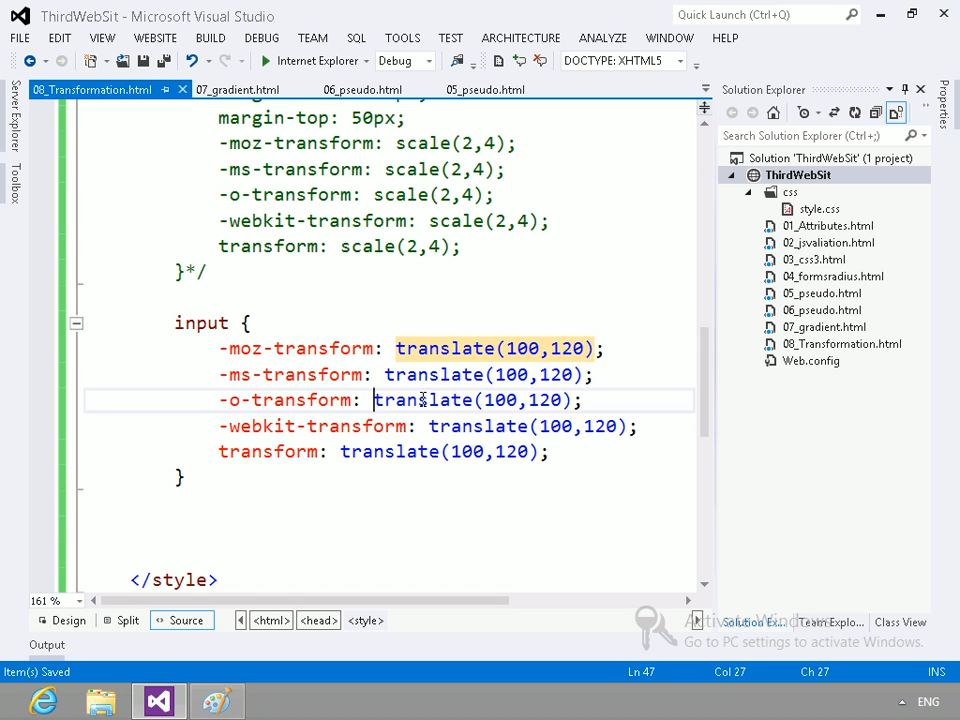 ThirdWebSit - Microsoft Visual Studio
Quick Launch (Ctrl+Q)
FILE EDIT VIEW WEBSITE BUILD DEBUG TEAM SQL TOOLS TEST ARCHITECTURE ANALYZE WINDOW HELP
Internet Explorer Debug DOCTYPE: XHTML5
08_Transformation.html 07_gradient.html 06_pseudo.html 05_pseudo.html
Server Explorer
Toolbox
margin-top: 50px;
-moz-transform: scale(2,4);
-ms-transform: scale(2,4);
-o-transform: scale(2,4);
-webkit-transform: scale(2,4);
transform: scale(2,4);
}*/
input {
-moz-transform: translate(100,120);
-ms-transform: translate(100,120);
-o-transform: translate(100,120);
-webkit-transform: translate(100,120);
transform: translate(100,120);
}
</style>
161 %
Design Split Source <html> <head> <style>
Output
Solution Explorer
Search Solution Explorer (Ctrl+;)
Solution 'ThirdWebSit' (1 project)
ThirdWebSit
css
style.css
01_Attributes.html
02_jsvaliation.html
03_css3.html
04_formsradius.html
05_pseudo.html
06_pseudo.html
07_gradient.html
08_Transformation.html
Web.config
Properties
Solution Ex... Team Explo... Class View
Activate Windows
Go to PC settings to activate Windows.
Item(s) Saved Ln 47 Col 27 Ch 27 INS
ENG